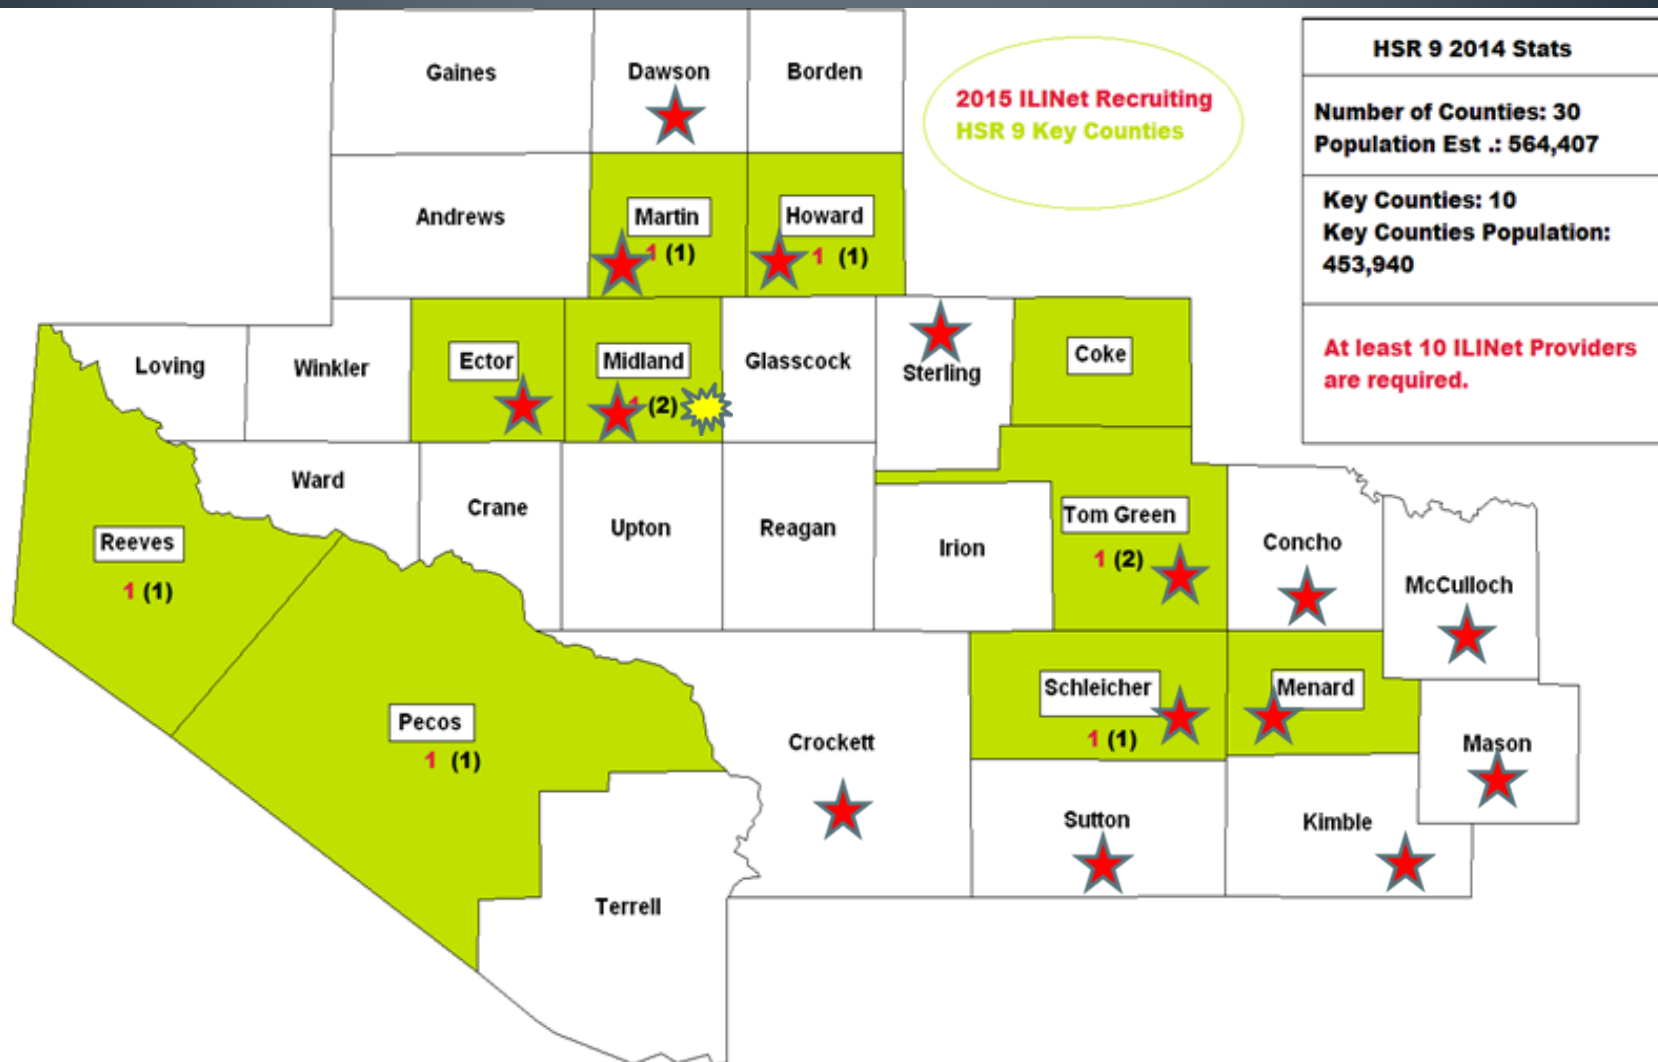 Gaines
Dawson
Borden
2015 ILINet Recruiting
HSR 9 Key Counties
HSR 9 2014 Stats
Number of Counties: 30
Population Est .: 564,407
Key Counties: 10
Key Counties Population:
453,940
At least 10 ILINet Providers
are required.
Andrews
Martin
1 (1)
Howard
1 (1)
Loving
Winkler
Ector
Midland
1 (2)
Glasscock
Sterling
Coke
Ward
Crane
Upton
Reagan
Irion
Tom Green
1 (2)
Concho
McCulloch
Reeves
1 (1)
Pecos
1 (1)
Crockett
Schleicher
1 (1)
Menard
Mason
Sutton
Kimble
Terrell